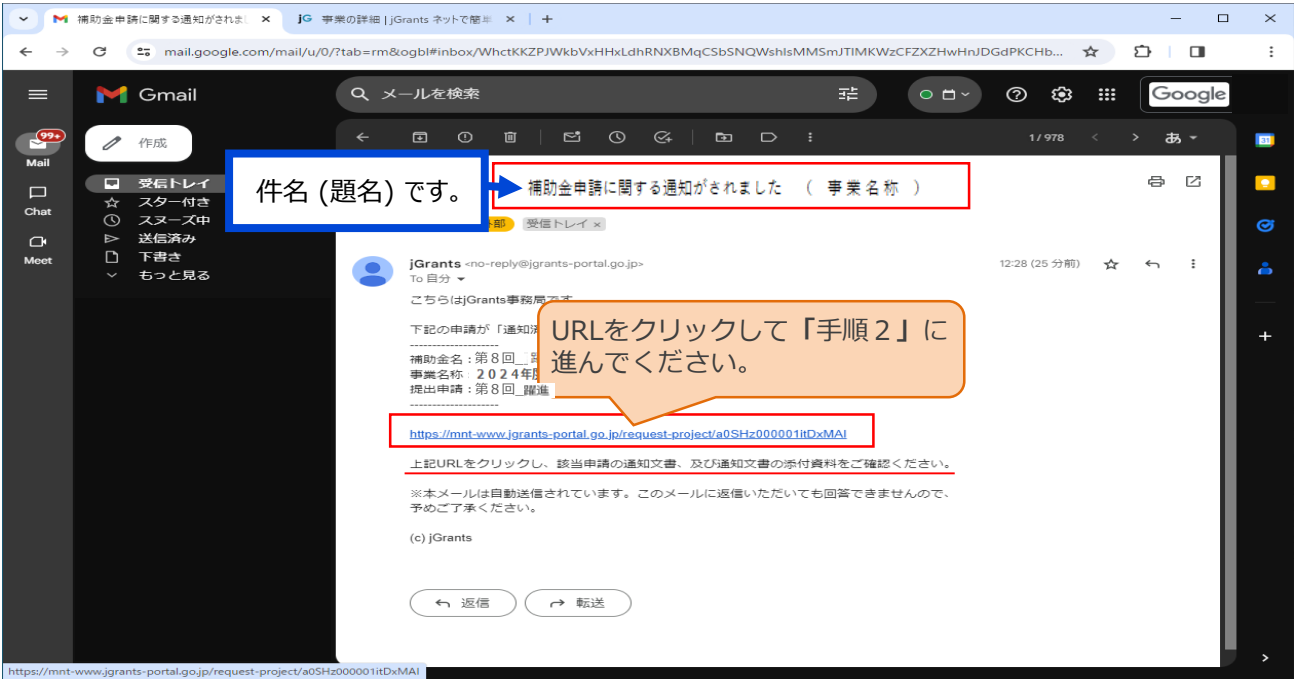 補助金申請に関する通知がされまし
jG 事業の詳細 | jGrants ネットで簡単
mail.google.com/mail/u/0/?tab=rm&ogbl#inbox/WhctKKZPJWkbVxHHxLdhRNXBMqCSbSNQWshIsMMSmJTlMKWzCFZXZHwHnJDGdPKCHb...
Gmail
メールを検索
Google
99+
Mail
Chat
Meet
作成
受信トレイ
スター付き
スヌーズ中
送信済み
下書き
もっと見る
1/978
あ
31
件名 (題名) です。
補助金申請に関する通知がされました ( 事業名称 )
部
受信トレイ ×
jGrants <no-reply@jgrants-portal.go.jp>
12:28 (25 分前)
To 自分
こちらはjGrants事務局です
下記の申請が「通知済
--------------------
補助金名：第８回_
事業名称：２０２４年度
提出申請：第８回_躍進
--------------------
URLをクリックして「手順２」に
進んでください。
https://mnt-www.jgrants-portal.go.jp/request-project/a0SHz000001itDxMAI
上記URLをクリックし、該当申請の通知文書、及び通知文書の添付資料をご確認ください。
※本メールは自動送信されています。このメールに返信いただいても回答できませんので、
予めご了承ください。
(c) jGrants
返信
転送
https://mnt-www.jgrants-portal.go.jp/request-project/a0SHz000001itDxMAI